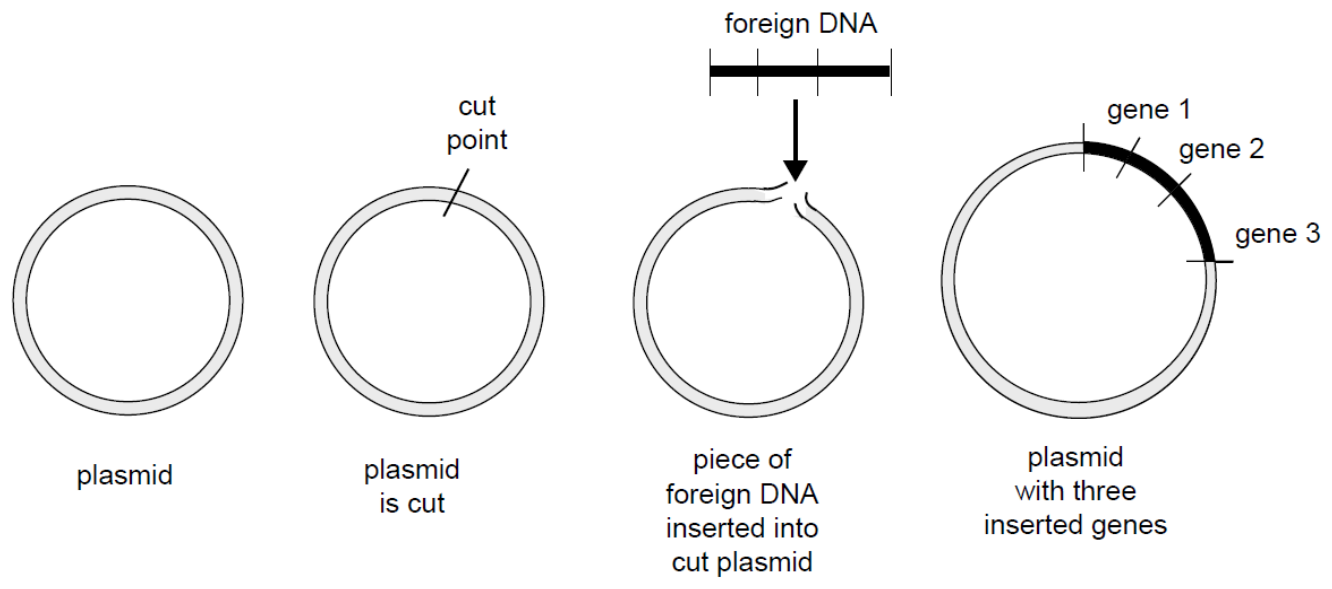 foreign DNA
cut
point
gene 1
gene 2
gene 3
plasmid
plasmid
is cut
piece of
foreign DNA
inserted into
cut plasmid
plasmid
with three
inserted genes